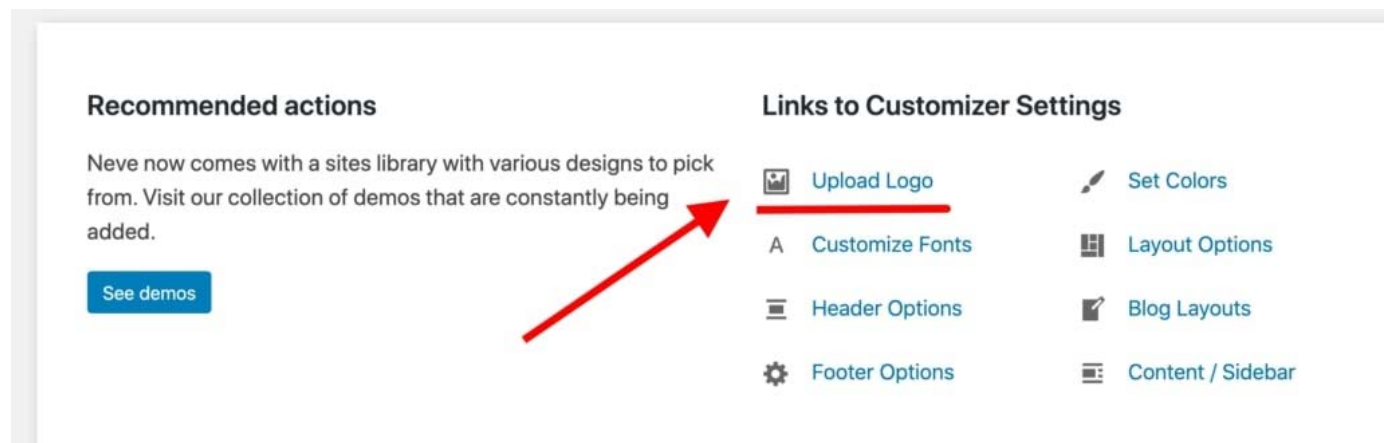 Recommended actions
Neve now comes with a sites library with various designs to pick
from. Visit our collection of demos that are constantly being
added.
See demos
Links to Customizer Settings
Upload Logo
Set Colors
Customize Fonts
Layout Options
Header Options
Blog Layouts
Footer Options
Content / Sidebar